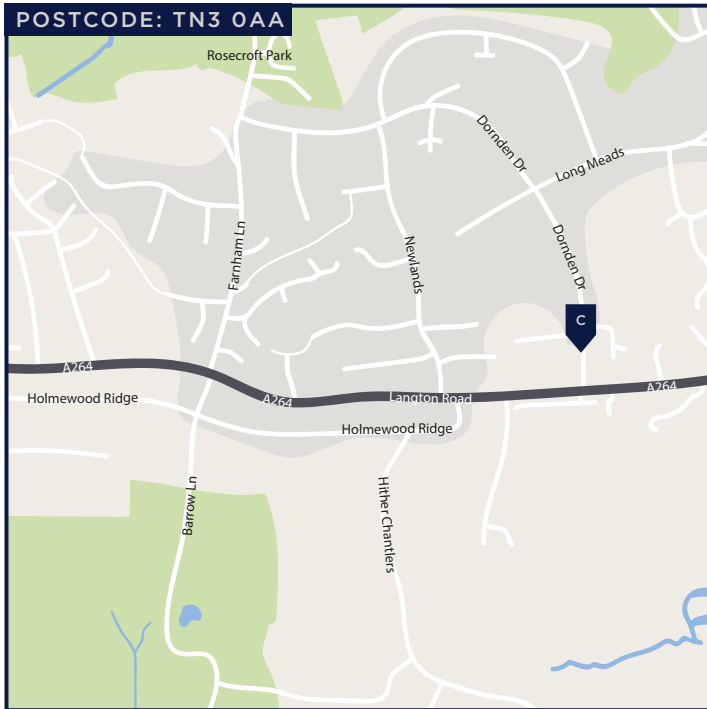 POSTCODE: TN3 0AA
Rosecroft Park
Dornden Dr
Long Meads
Farnham Ln
Newlands
Dornden Dr
C
A264
Holmewood Ridge
A264
Langton Road
A264
Holmewood Ridge
Barrow Ln
Hither Chantlers